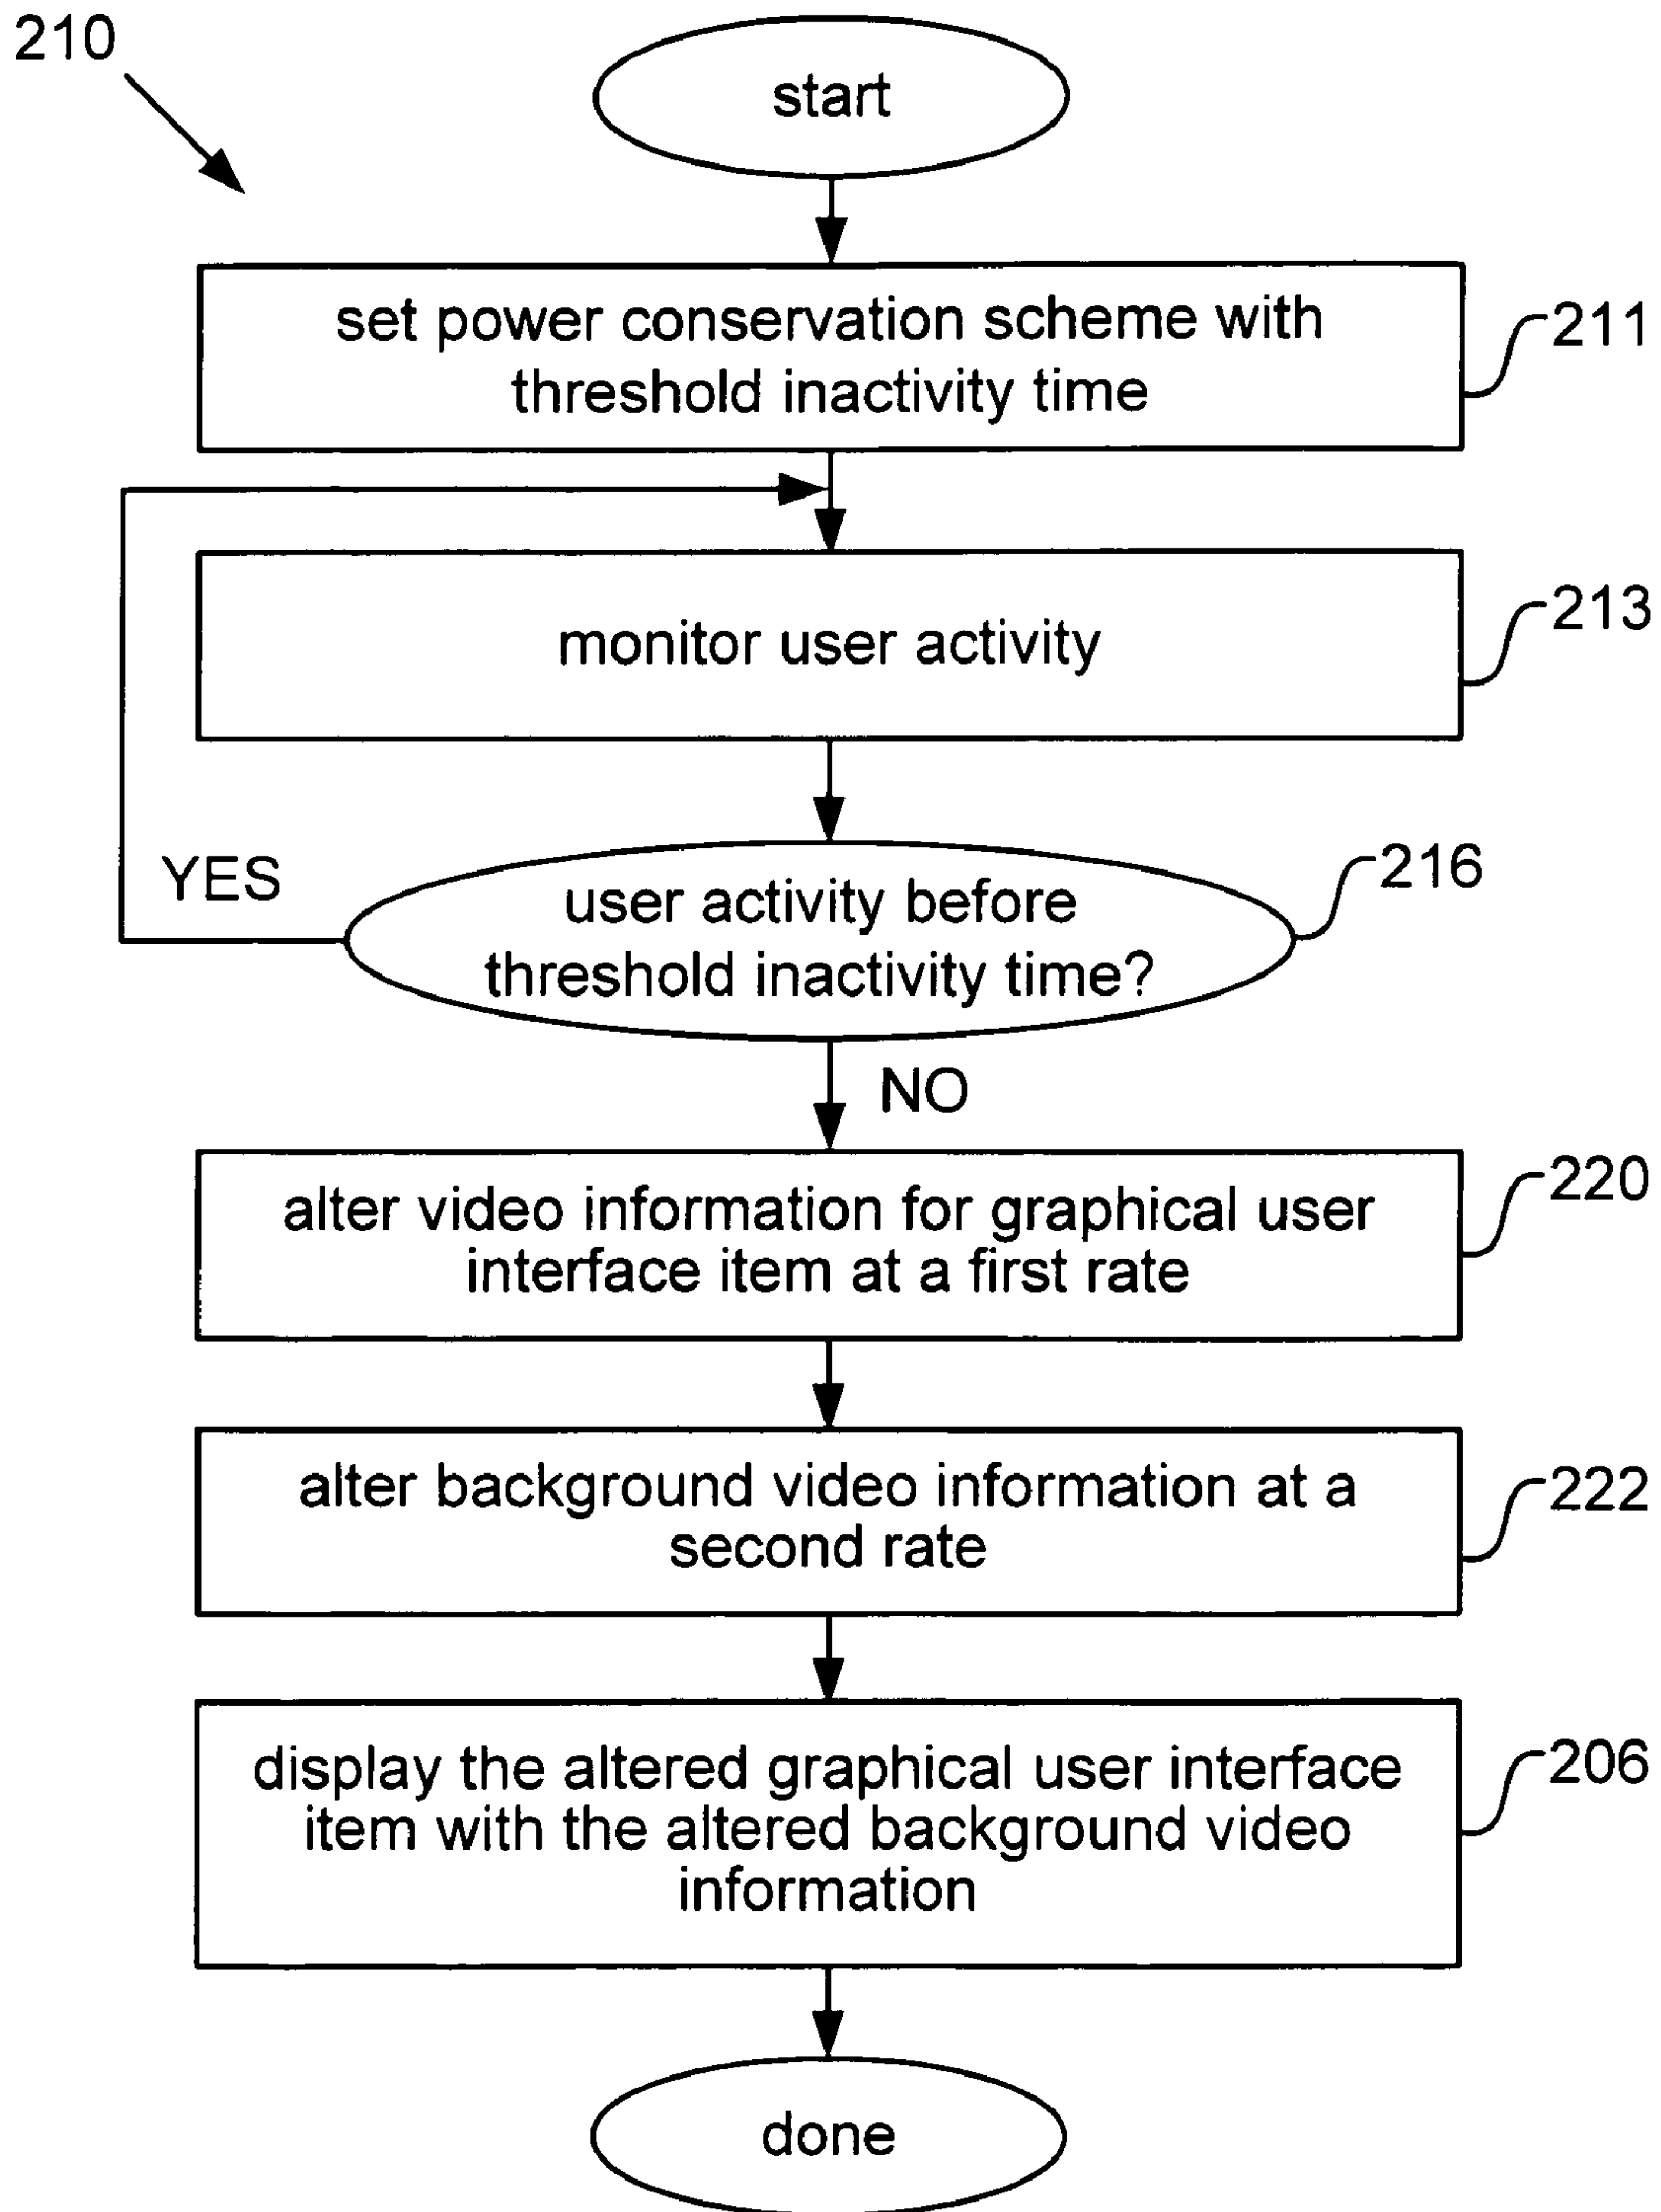 210
start
set power conservation scheme with
threshold inactivity time
211
monitor user activity
213
YES
user activity before
threshold inactivity time?
216
NO
alter video information for graphical user
interface item at a first rate
220
alter background video information at a
second rate
222
display the altered graphical user interface
item with the altered background video
information
206
done